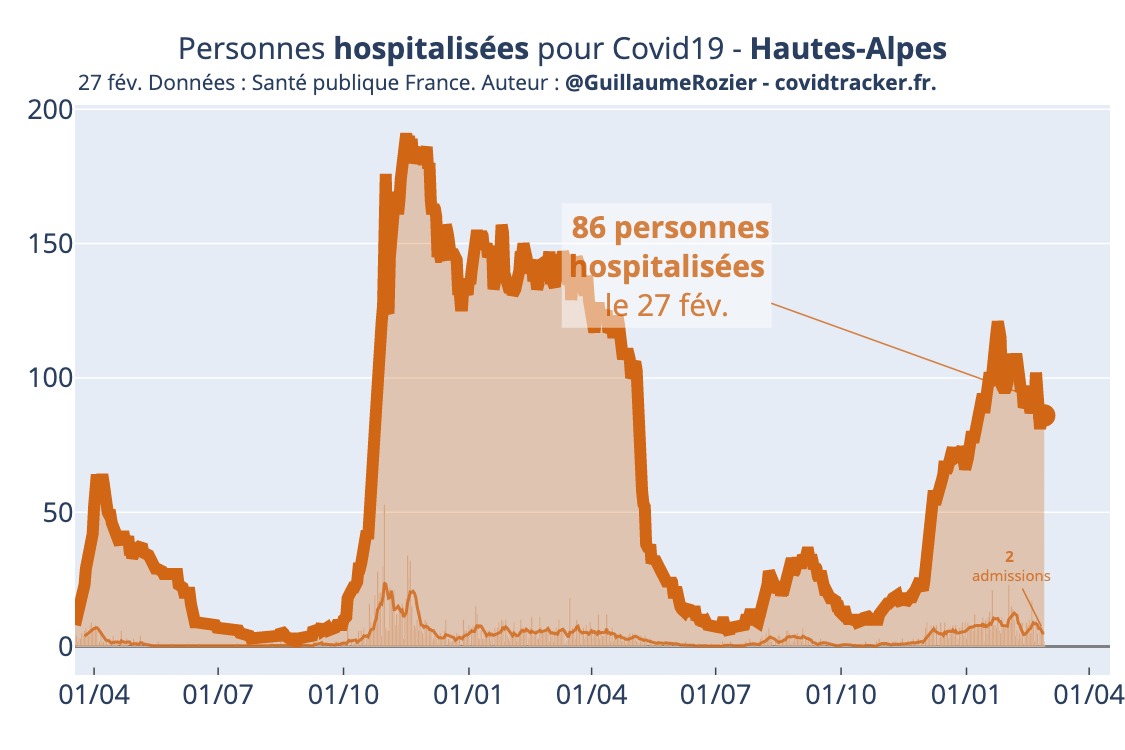 Personnes hospitalisées pour Covid19 - Hautes-Alpes
27 fév. Données : Santé publique France. Auteur : @GuillaumeRozier - covidtracker.fr.
200
150
100
50
0
86 personnes
hospitalisées
le 27 fév.
2
admissions
01/04 01/07 01/10 01/01 01/04 01/07 01/10 01/01 01/04